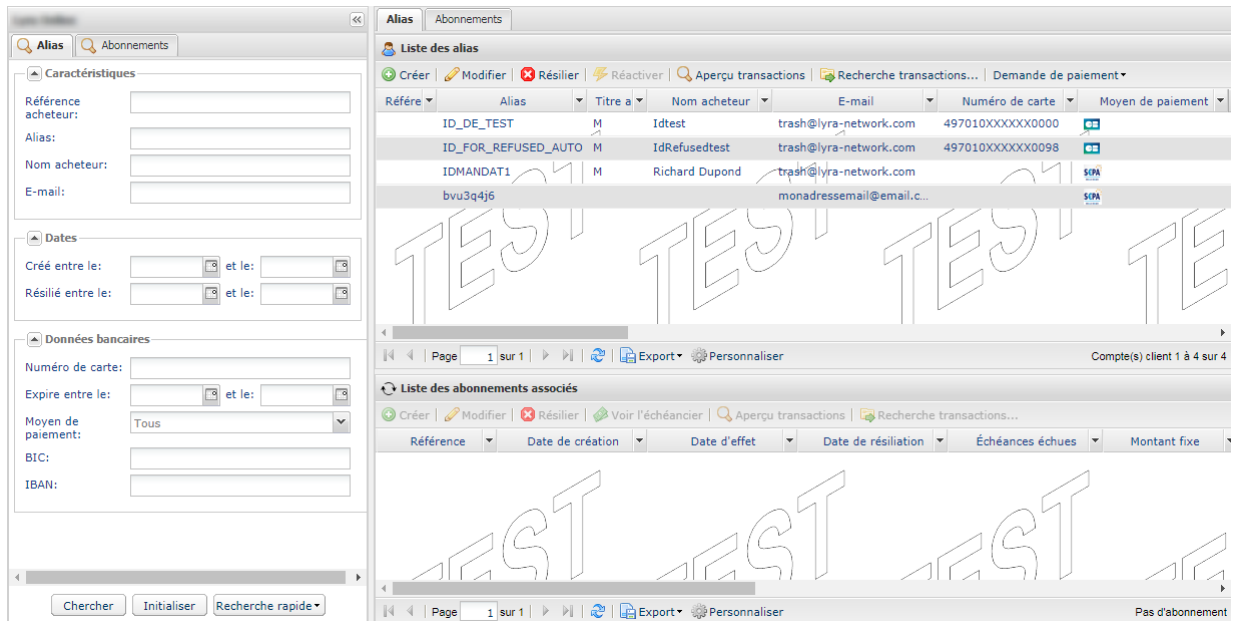 Alias Abonnements
Caractéristiques
Référence acheteur:
Alias:
Nom acheteur:
E-mail:
Dates
Créé entre le: et le:
Résilié entre le: et le:
Données bancaires
Numéro de carte:
Expire entre le: et le:
Moyen de paiement: Tous
BIC:
IBAN:
Chercher Initialiser Recherche rapide
Alias Abonnements
Liste des alias
Créer Modifier Résilier Réactiver Aperçu transactions Recherche transactions... Demande de paiement
Référe Alias Titre a Nom acheteur E-mail Numéro de carte Moyen de paiement
ID_DE_TEST M Idtest trash@lyra-network.com 497010XXXXXX0000 CB
ID_FOR_REFUSED_AUTO M IdRefusedtest trash@lyra-network.com 497010XXXXXX0098 CB
IDMANDAT1 M Richard Dupond trash@lyra-network.com SEPA
bvu3q4j6 monadressemail@email.c... SEPA
TEST TEST TEST TEST
Page 1 sur 1 Export Personnaliser Compte(s) client 1 à 4 sur 4
Liste des abonnements associés
Créer Modifier Résilier Voir l'échéancier Aperçu transactions Recherche transactions...
Référence Date de création Date d'effet Date de résiliation Échéances échues Montant fixe
TEST TEST TEST TEST
Page 1 sur 1 Export Personnaliser Pas d'abonnement